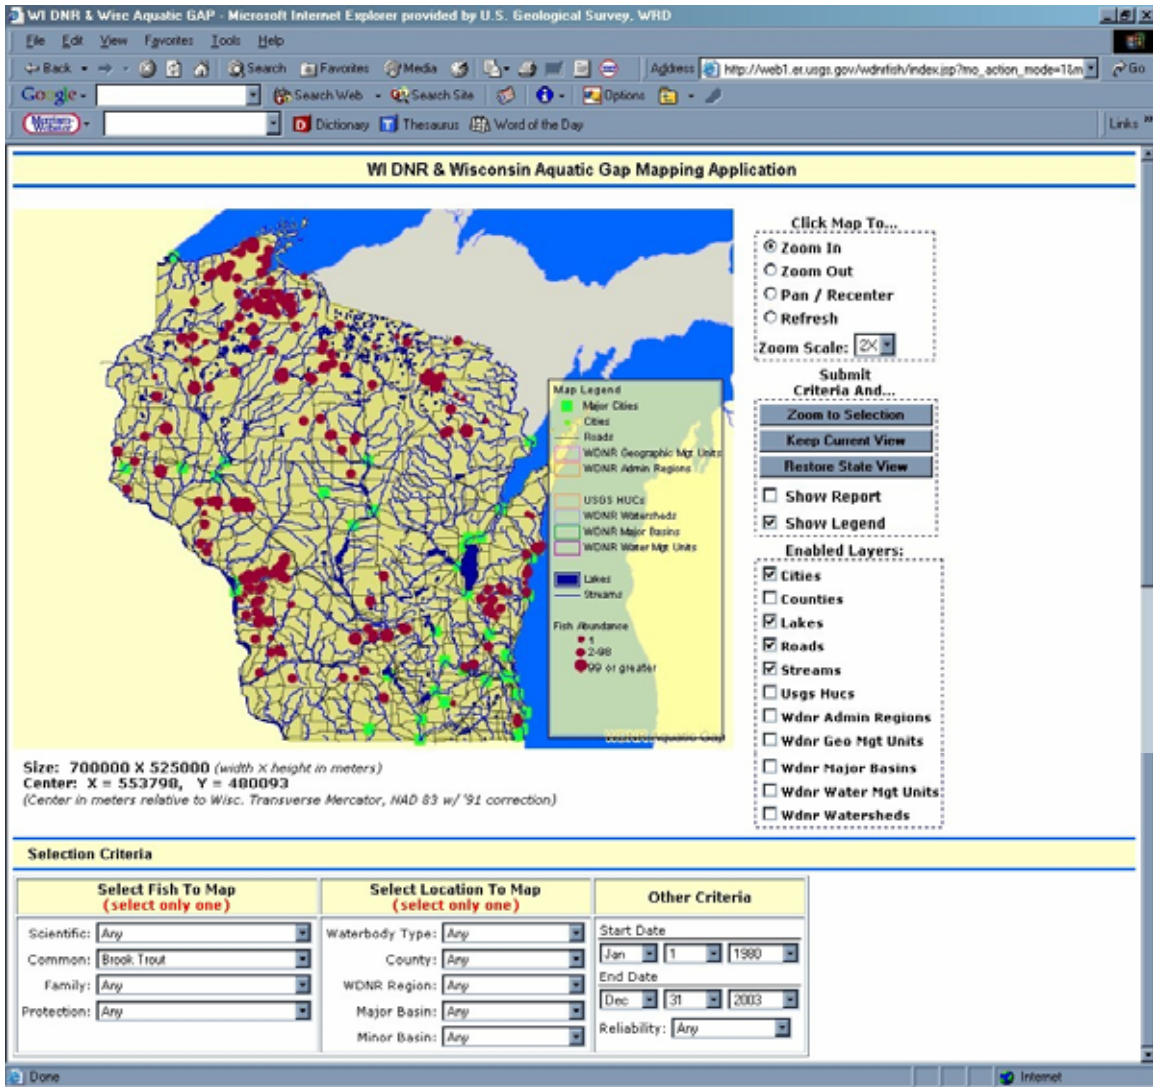 WI DNR & Wisc Aquatic GAP - Microsoft Internet Explorer provided by U.S. Geological Survey, WRD
File Edit View Favorites Tools Help
Back Search Favorites Media Address http://web1.er.usgs.gov/wdnrfish/index.jsp?mo_action_mode=1&m Go
Google Search Web Search Site Options
Merriam-Webster Dictionary Thesaurus Word of the Day Links
WI DNR & Wisconsin Aquatic Gap Mapping Application
Map Legend
Major Cities
Cities
Roads
WDNR Geographic Mgt Units
WDNR Admin Regions
USGS HUCs
WDNR Watersheds
WDNR Major Basins
WDNR Water Mgt Units
Lakes
Streams
Fish Abundance
1
2-98
99 or greater
WDNR Aquatic Gap
Click Map To...
Zoom In
Zoom Out
Pan / Recenter
Refresh
Zoom Scale: 2X
Submit
Criteria And...
Zoom to Selection
Keep Current View
Restore State View
Show Report
Show Legend
Enabled Layers:
Cities
Counties
Lakes
Roads
Streams
Usgs Hucs
Wdnr Admin Regions
Wdnr Geo Mgt Units
Wdnr Major Basins
Wdnr Water Mgt Units
Wdnr Watersheds
Size: 700000 X 525000 (width X height in meters)
Center: X = 553798, Y = 480093
(Center in meters relative to Wisc. Transverse Mercator, NAD 83 w/ '91 correction)
Selection Criteria
Select Fish To Map
(select only one)
Scientific: Any
Common: Brook Trout
Family: Any
Protection: Any
Select Location To Map
(select only one)
Waterbody Type: Any
County: Any
WDNR Region: Any
Major Basin: Any
Minor Basin: Any
Other Criteria
Start Date
Jan 1 1980
End Date
Dec 31 2003
Reliability: Any
Done Internet